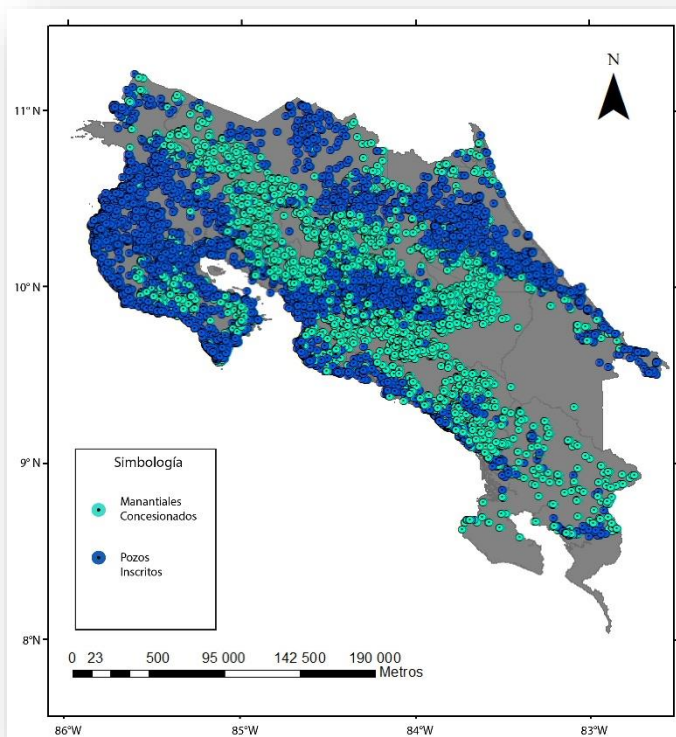 N
11°N
10°N
9°N
8°N
Simbología
Manantiales
Concesionados
Pozos
Inscritos
0 23 500 95 000 142 500 190 000
Metros
86°W 85°W 84°W 83°W